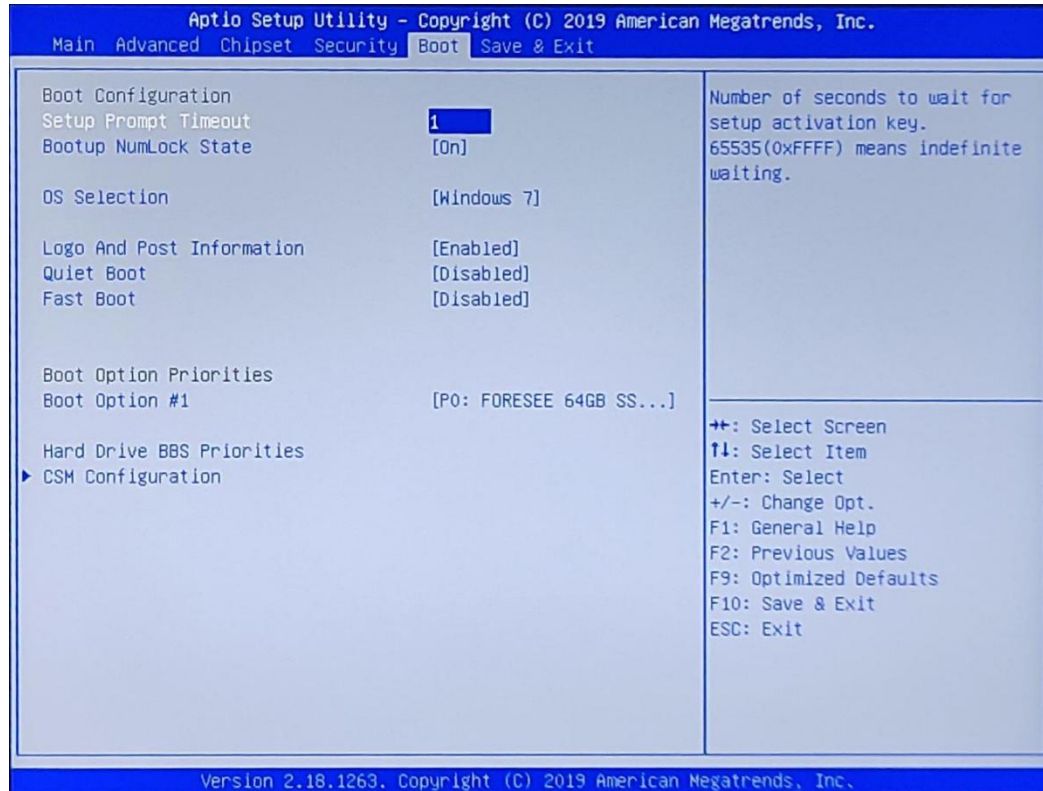 Aptio Setup Utility - Copyright (C) 2019 American Megatrends, Inc.
Main Advanced Chipset Security Boot Save & Exit
Boot Configuration
Setup Prompt Timeout 1
Bootup NumLock State [On]
OS Selection [Windows 7]
Logo And Post Information [Enabled]
Quiet Boot [Disabled]
Fast Boot [Disabled]
Boot Option Priorities
Boot Option #1 [P0: FORESEE 64GB SS...]
Hard Drive BBS Priorities
▶ CSM Configuration
Number of seconds to wait for
setup activation key.
65535(0xFFFF) means indefinite
waiting.
→←: Select Screen
↑↓: Select Item
Enter: Select
+/-: Change Opt.
F1: General Help
F2: Previous Values
F9: Optimized Defaults
F10: Save & Exit
ESC: Exit
Version 2.18.1263. Copyright (C) 2019 American Megatrends, Inc.